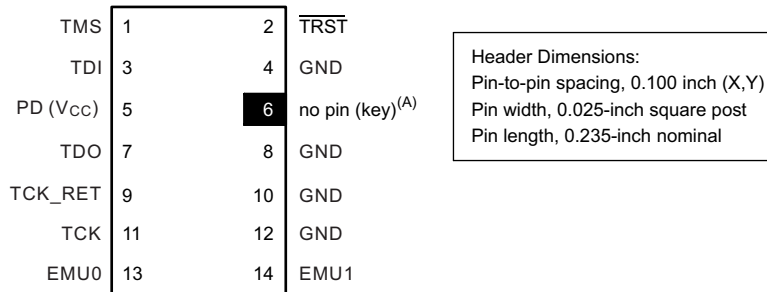 TMS 1 2 TRST
TDI 3 4 GND
PD (VCC) 5 6 no pin (key)(A)
TDO 7 8 GND
TCK_RET 9 10 GND
TCK 11 12 GND
EMU0 13 14 EMU1
Header Dimensions:
Pin-to-pin spacing, 0.100 inch (X,Y)
Pin width, 0.025-inch square post
Pin length, 0.235-inch nominal